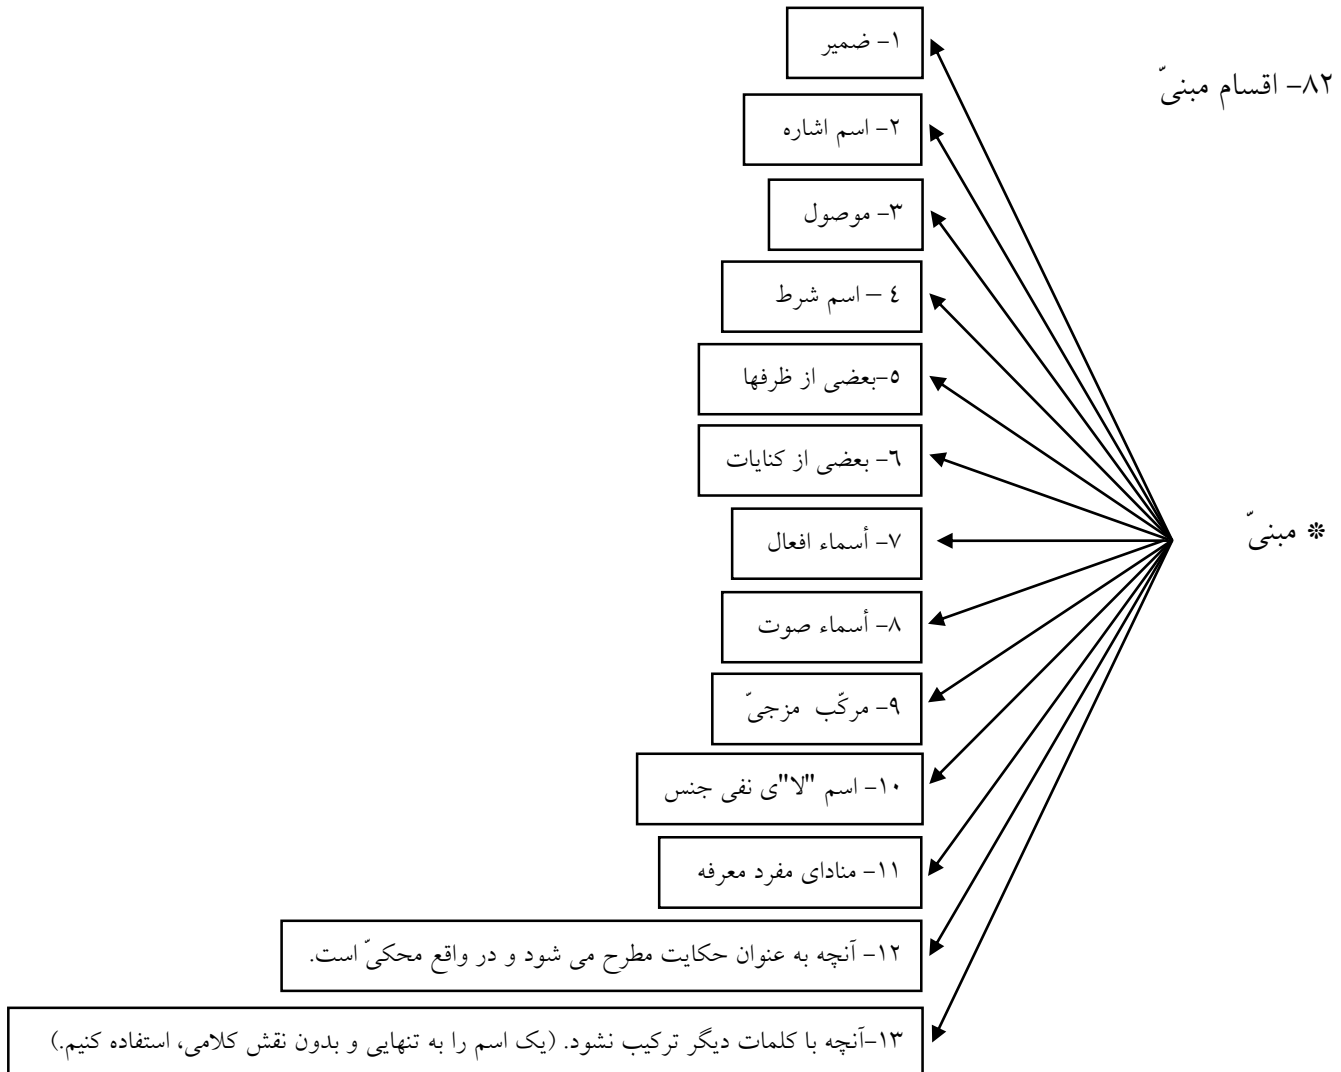 ۸۲- اقسام مبنیّ
۱- ضمیر
۲- اسم اشاره
۳- موصول
٤ – اسم شرط
٥-بعضی از ظرفها
٦- بعضی از کنایات
* مبنیّ
۷- أسماء افعال
۸- أسماء صوت
۹- مرکّب مزجیّ
۱۰- اسم "لا"ی نفی جنس
۱۱- منادای مفرد معرفه
۱۲- آنچه به عنوان حکایت مطرح می شود و در واقع محکیّ است.
۱۳-آنچه با کلمات دیگر ترکیب نشود. (یک اسم را به تنهایی و بدون نقش کلامی، استفاده کنیم.)